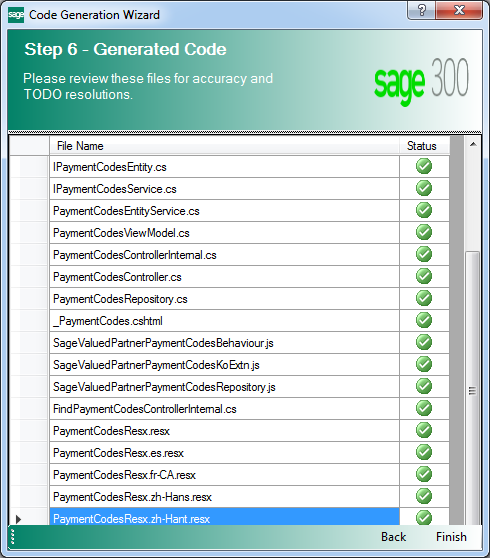 sage Code Generation Wizard
Step 6 - Generated Code
Please review these files for accuracy and
TODO resolutions.
sage 300
File Name Status
IPaymentCodesEntity.cs
IPaymentCodesService.cs
PaymentCodesEntityService.cs
PaymentCodesViewModel.cs
PaymentCodesControllerInternal.cs
PaymentCodesController.cs
PaymentCodesRepository.cs
_PaymentCodes.cshtml
SageValuedPartnerPaymentCodesBehaviour.js
SageValuedPartnerPaymentCodesKoExtn.js
SageValuedPartnerPaymentCodesRepository.js
FindPaymentCodesControllerInternal.cs
PaymentCodesResx.resx
PaymentCodesResx.es.resx
PaymentCodesResx.fr-CA.resx
PaymentCodesResx.zh-Hans.resx
PaymentCodesResx.zh-Hant.resx
Back Finish